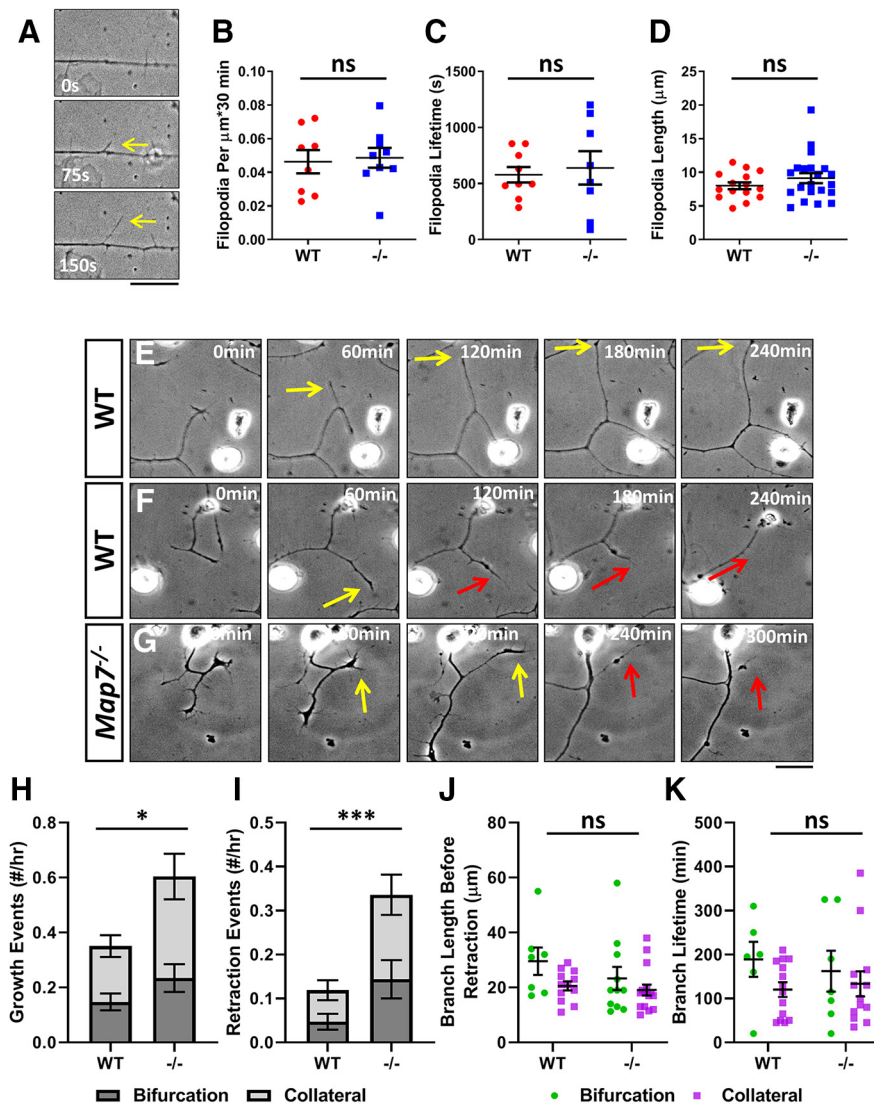 A
0s
75s
150s
B
ns
Filopodia Per μm*30 min
0.10
0.08
0.06
0.04
0.02
0.00
WT
-/-
C
ns
Filopodia Lifetime (s)
1500
1000
500
0
WT
-/-
D
ns
Filopodia Length (μm)
25
20
15
10
5
0
WT
-/-
WT
E
0min
60min
120min
180min
240min
WT
F
0min
60min
120min
180min
240min
Map7-/-
G
240min
300min
H
*
Growth Events (#/hr)
0.8
0.6
0.4
0.2
0.0
WT
-/-
I
***
Retraction Events (#/hr)
0.5
0.4
0.3
0.2
0.1
0.0
WT
-/-
Bifurcation
Collateral
J
ns
Branch Length Before
Retraction (μm)
80
60
40
20
0
WT
-/-
K
ns
Branch Lifetime (min)
500
400
300
200
100
0
WT
-/-
Bifurcation
Collateral